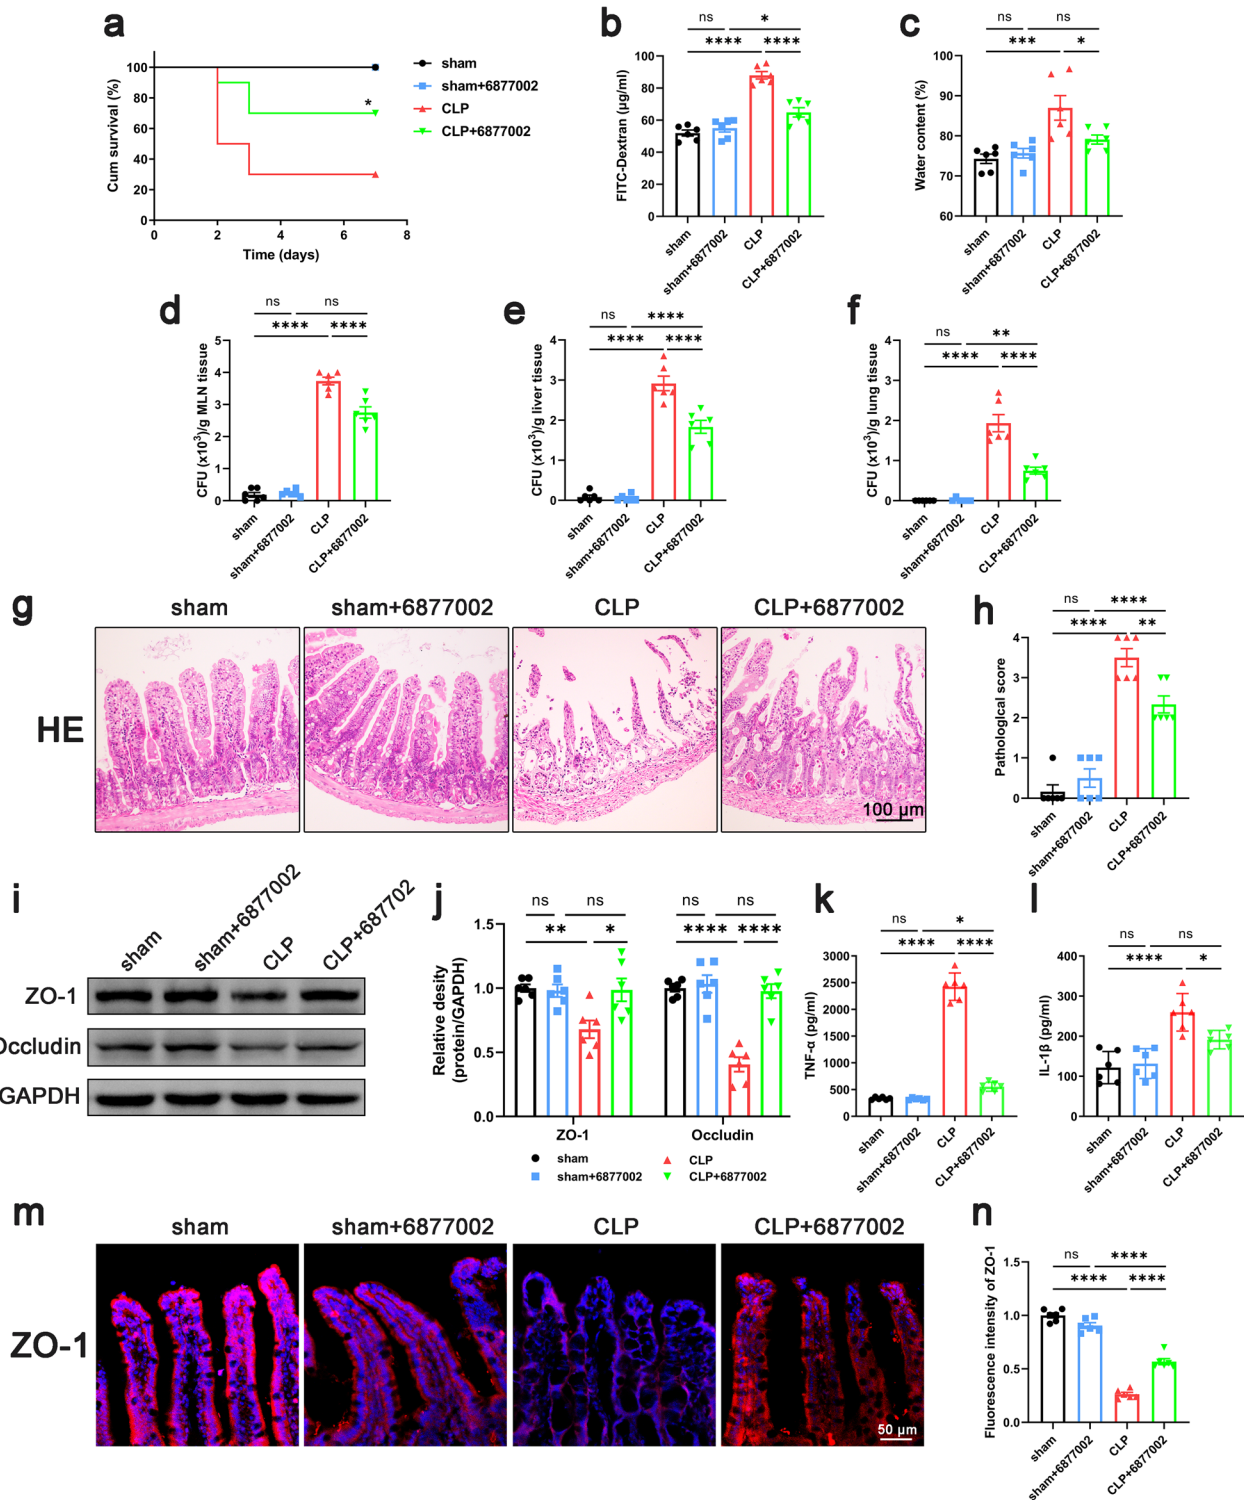 a
Cum survival (%)
100
80
60
40
20
0
0 2 4 6 8
Time (days)
*
sham
sham+6877002
CLP
CLP+6877002
b
ns *
**** ****
FITC-Dextran (μg/ml)
100
80
60
40
20
0
sham
sham+6877002
CLP
CLP+6877002
c
ns ns
*** *
Water content (%)
100
90
80
70
60
sham
sham+6877002
CLP
CLP+6877002
d
ns ns
**** ****
CFU (x10³)/g MLN tissue
5
4
3
2
1
0
sham
sham+6877002
CLP
CLP+6877002
e
ns ****
**** ****
CFU (x10³)/g liver tissue
4
3
2
1
0
sham
sham+6877002
CLP
CLP+6877002
f
ns **
**** ****
CFU (x10³)/g lung tissue
4
3
2
1
0
sham
sham+6877002
CLP
CLP+6877002
g
sham sham+6877002 CLP CLP+6877002
HE
100 μm
h
ns ****
**** **
Pathological score
4
3
2
1
0
sham
sham+6877002
CLP
CLP+6877002
i
sham sham+6877002 CLP CLP+687702
ZO-1
Occludin
GAPDH
j
ns ns ns ns
** * **** ****
Relative desity
(protein/GAPDH)
1.5
1.0
0.5
0.0
ZO-1 Occludin
sham CLP
sham+6877002 CLP+6877002
k
ns *
**** ****
TNF-α (pg/ml)
3000
2500
2000
1500
1000
500
0
sham
sham+6877002
CLP
CLP+6877002
l
ns ns
**** *
IL-1β (pg/ml)
400
300
200
100
0
sham
sham+6877002
CLP
CLP+6877002
m
sham sham+6877002 CLP CLP+6877002
ZO-1
50 μm
n
ns ****
**** ****
Fluorescence intensity of ZO-1
1.5
1.0
0.5
0.0
sham
sham+6877002
CLP
CLP+6877002